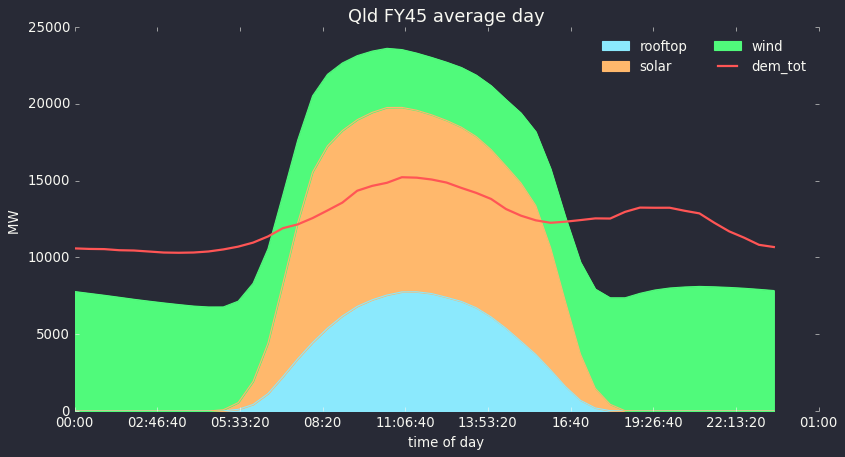 Qld FY45 average day
25000
20000
15000
10000
5000
0
MW
rooftop
solar
wind
dem_tot
00:00
02:46:40
05:33:20
08:20
11:06:40
13:53:20
16:40
19:26:40
22:13:20
01:00
time of day